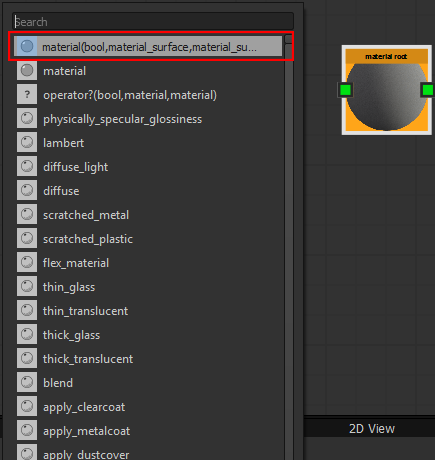 Search
material(bool,material_surface,material_su...
material
operator?(bool,material,material)
physically_specular_glossiness
lambert
diffuse_light
diffuse
scratched_metal
scratched_plastic
flex_material
thin_glass
thin_translucent
thick_glass
thick_translucent
blend
apply_clearcoat
apply_metalcoat
apply_dustcover
material root
2D View